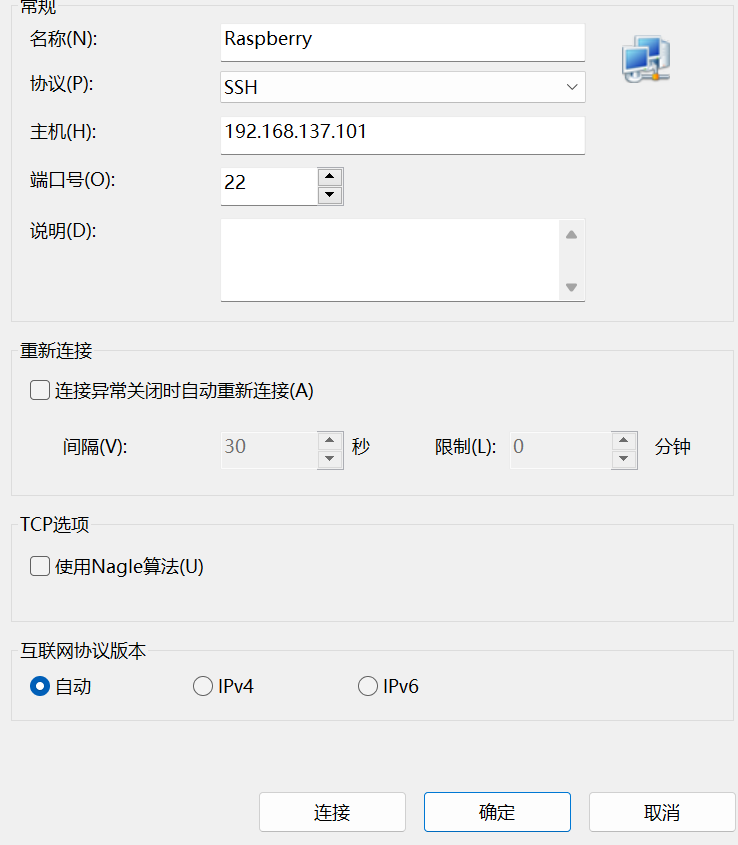 常规
名称(N):
Raspberry
协议(P):
SSH
主机(H):
192.168.137.101
端口号(O):
22
说明(D):
重新连接
连接异常关闭时自动重新连接(A)
间隔(V):
30
秒
限制(L):
0
分钟
TCP选项
使用Nagle算法(U)
互联网协议版本
自动
IPv4
IPv6
连接
确定
取消